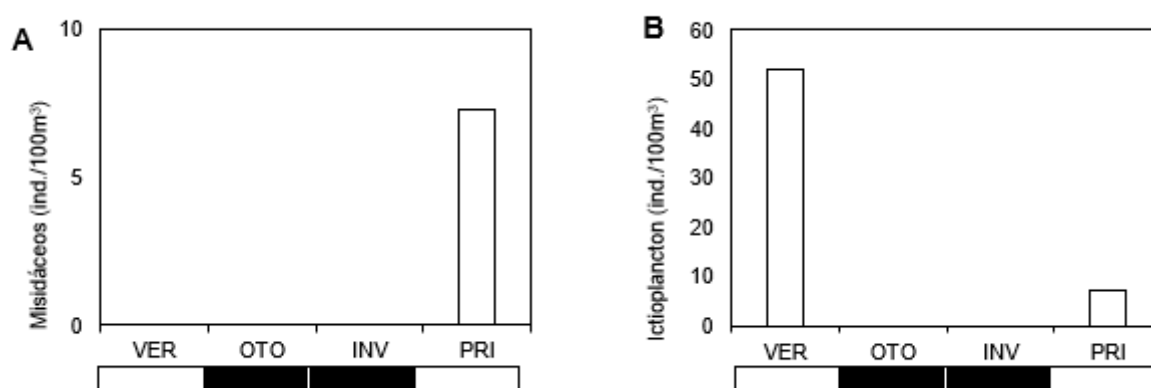 A
Misidáceos (ind./100m³)
10
5
0
VER OTO INV PRI
B
Ictioplancton (ind./100m³)
60
50
40
30
20
10
0
VER OTO INV PRI